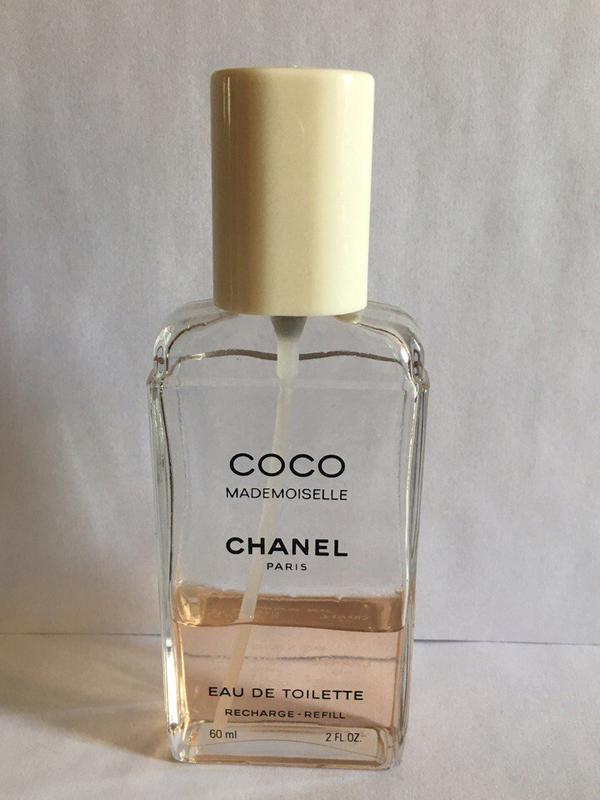 COCO
MADEMOISELLE
CHANEL
PARIS
EAU DE TOILETTE
RECHARGE-REFILL
60 ml 2 FL.OZ.